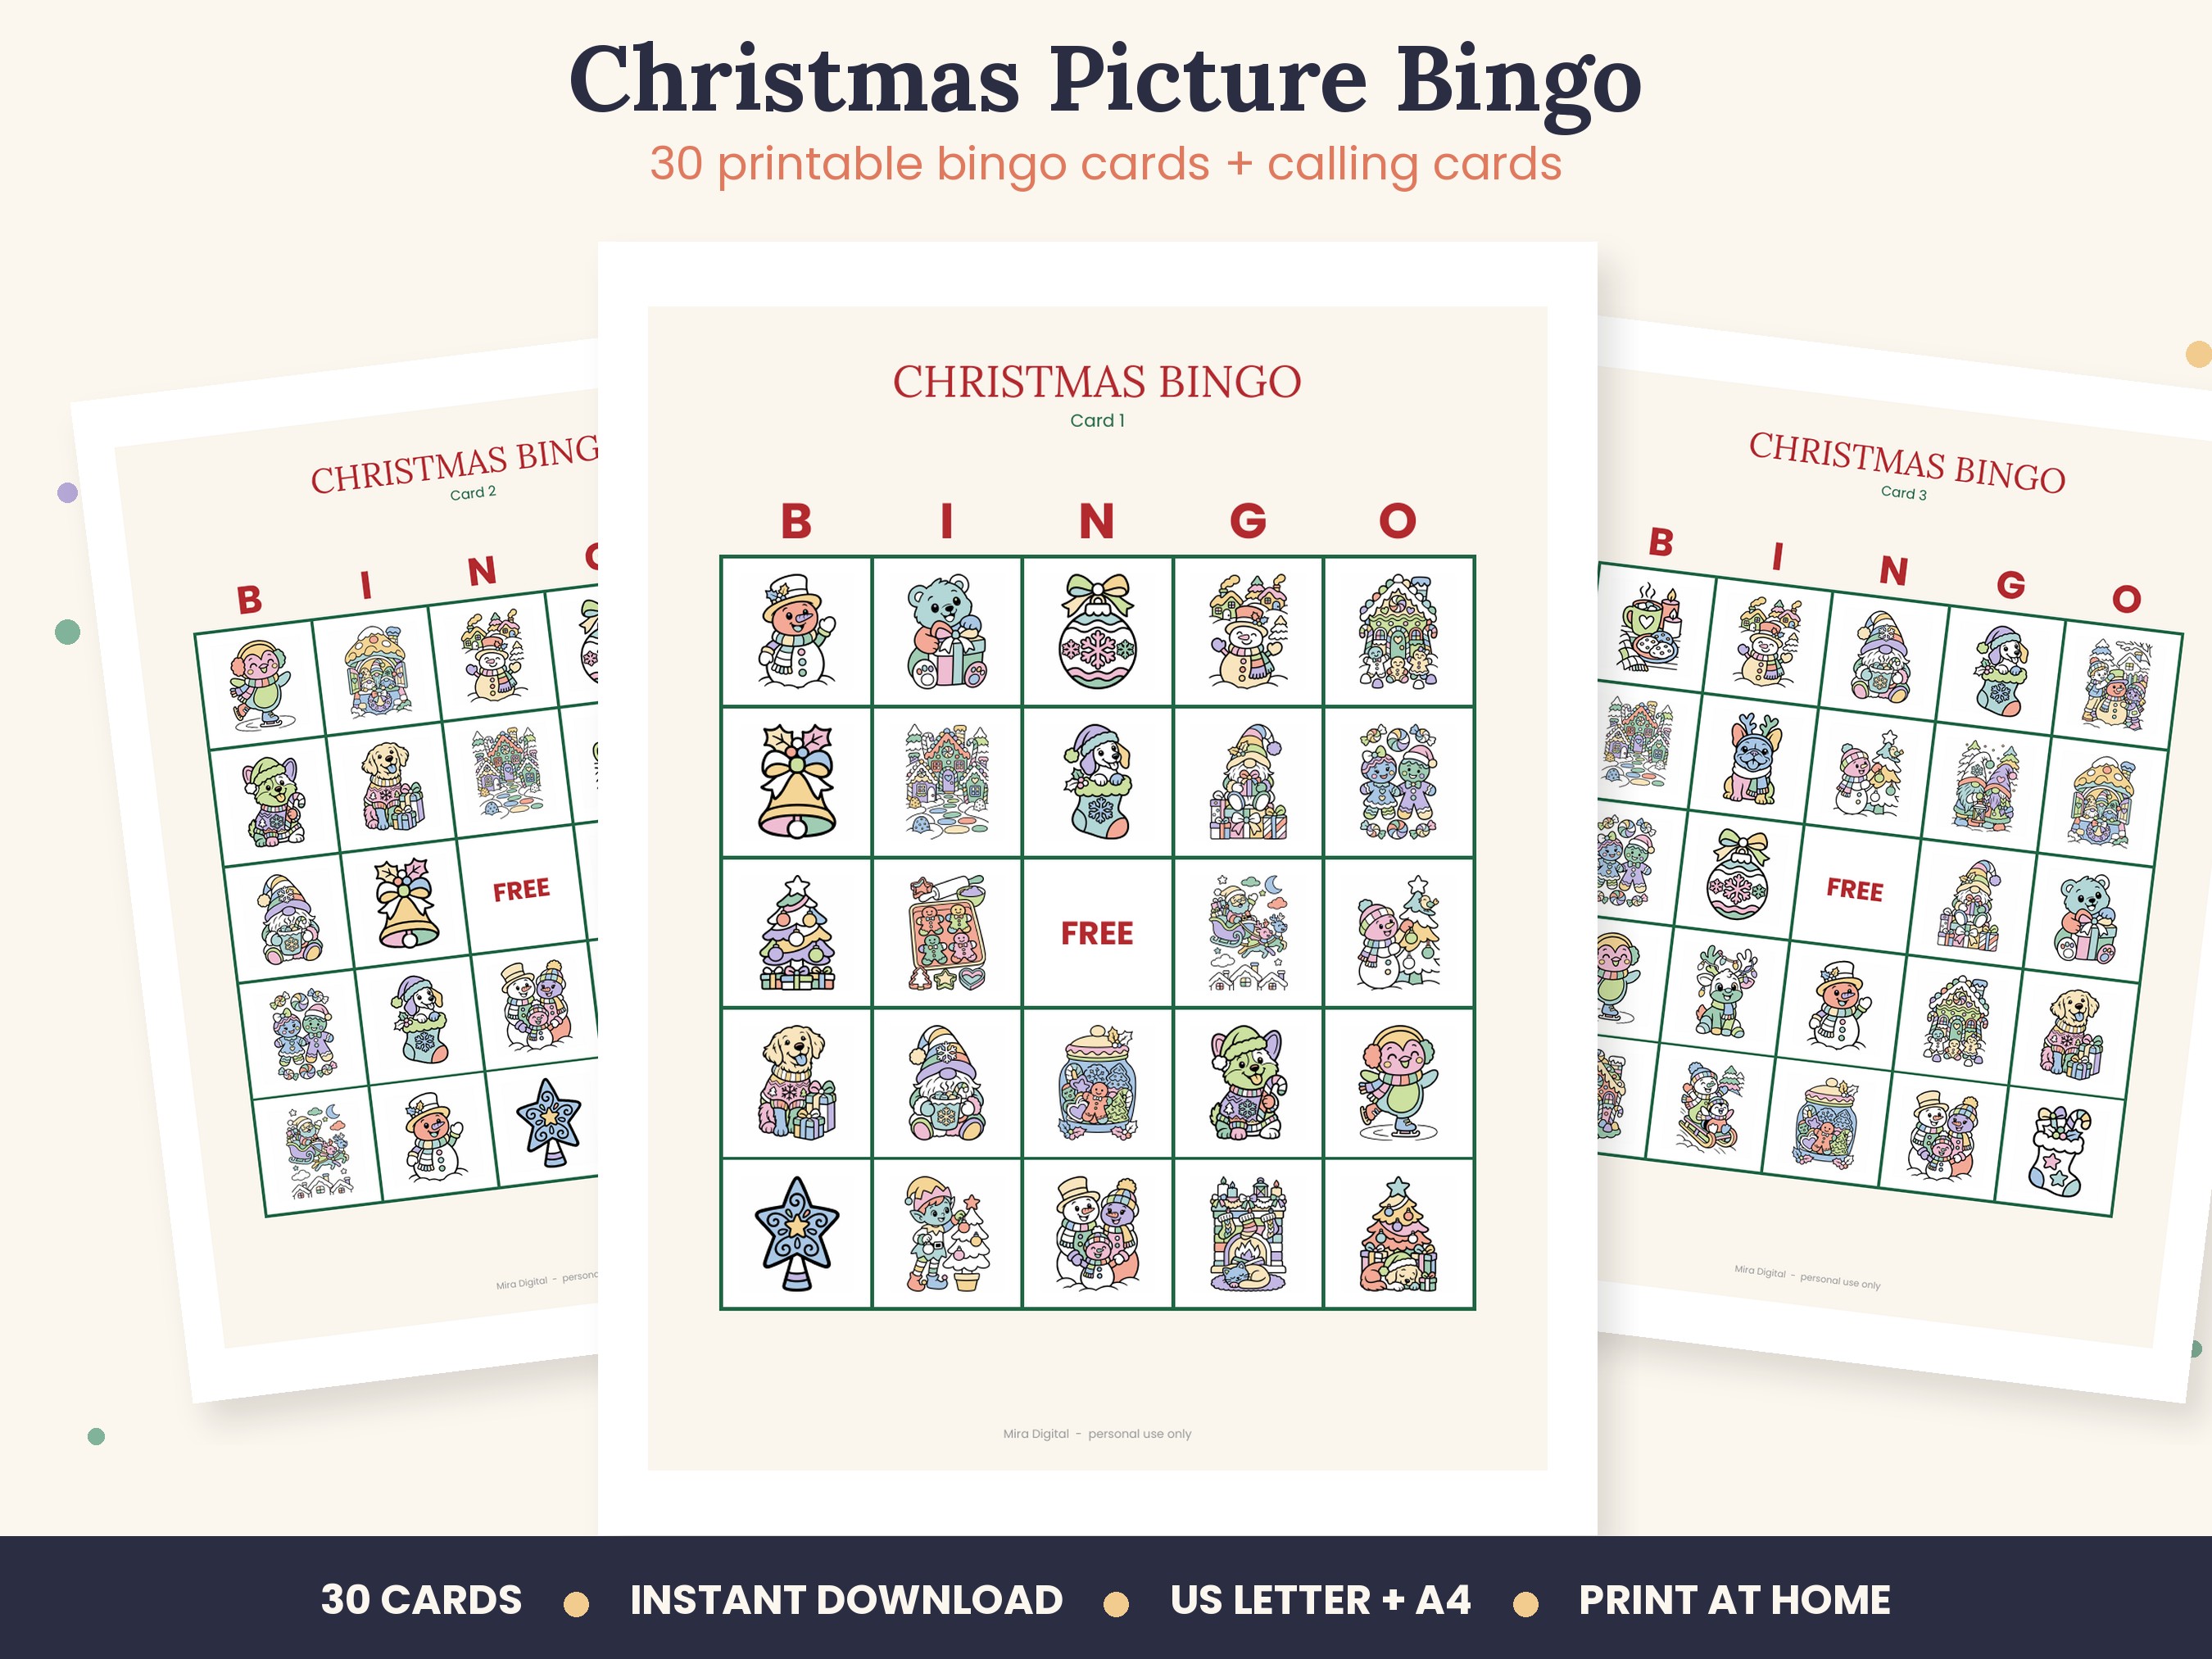 Christmas Picture Bingo
30 printable bingo cards + calling cards
CHRISTMAS BINGO
Card 1
B I N G O
FREE
Mira Digital - personal use only
CHRISTMAS BING
Card 2
B I N
FREE
Mira Digital - persona
CHRISTMAS BINGO
Card 3
B I N G O
FREE
Mira Digital - personal use only
30 CARDS INSTANT DOWNLOAD US LETTER + A4 PRINT AT HOME